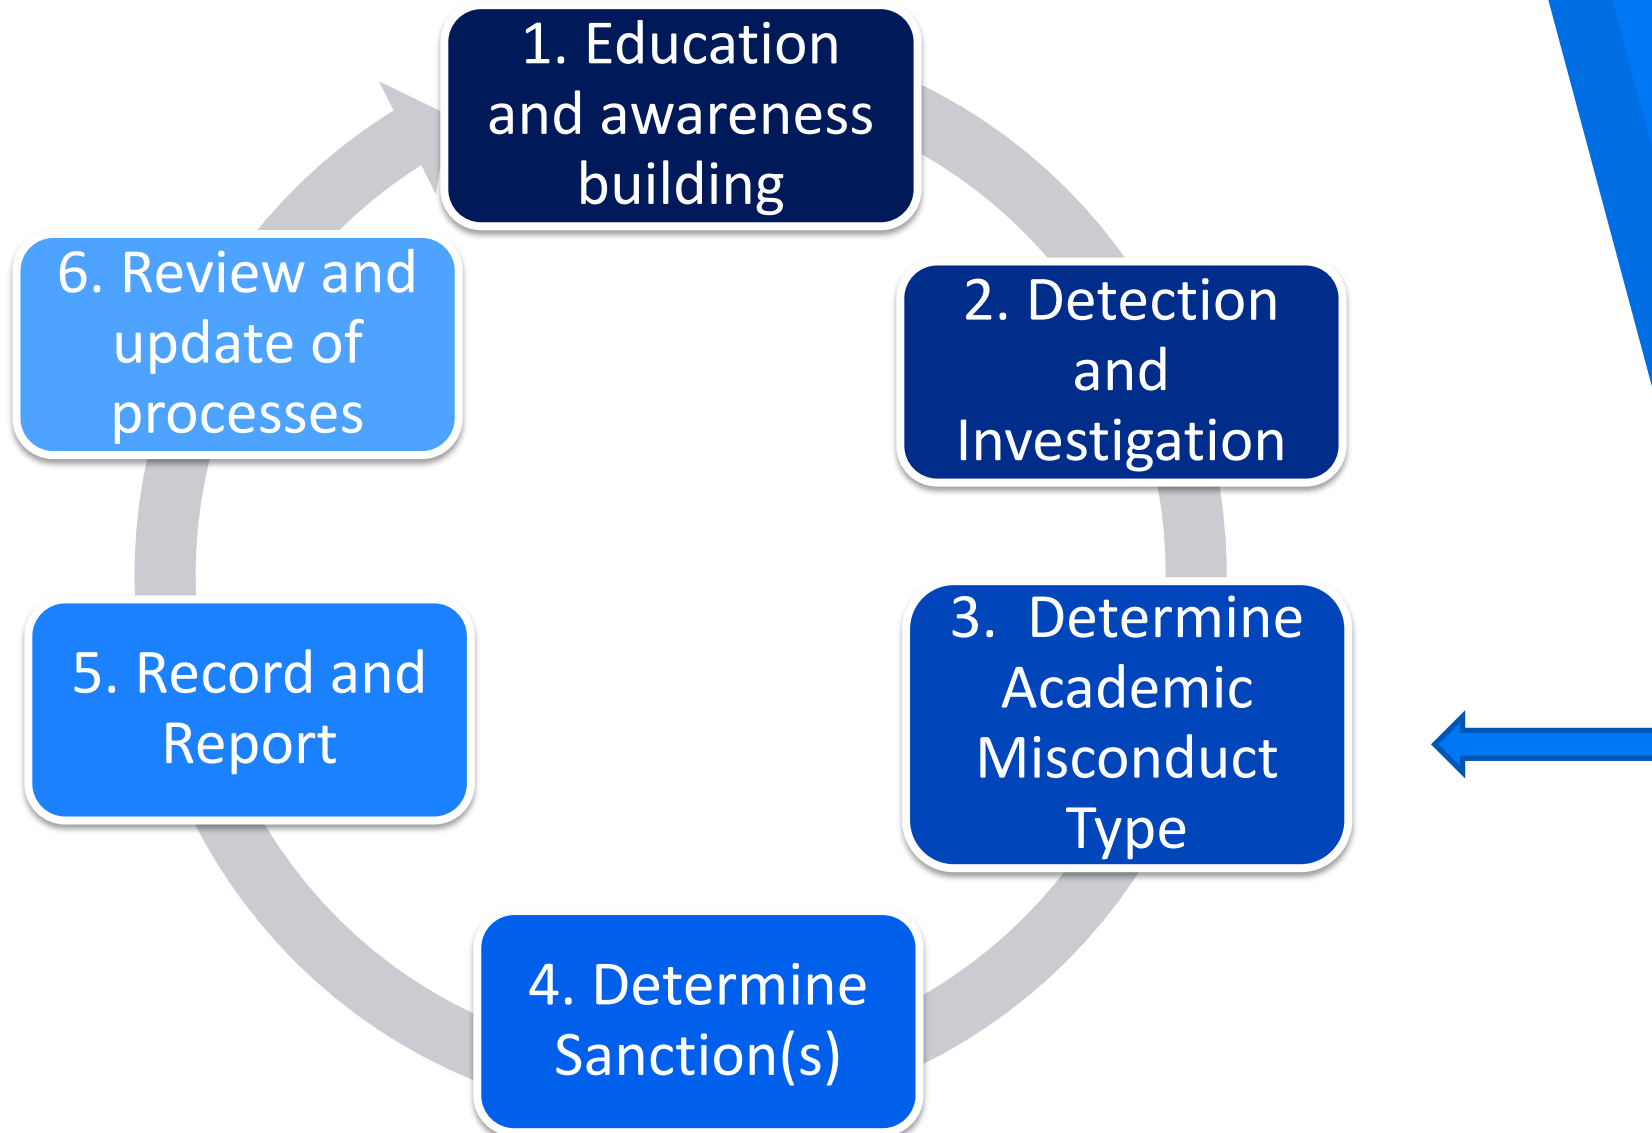 1. Education
and awareness
building
2. Detection
and
Investigation
3.  Determine
Academic
Misconduct
Type
4. Determine
Sanction(s)
5. Record and
Report
6. Review and
update of
processes